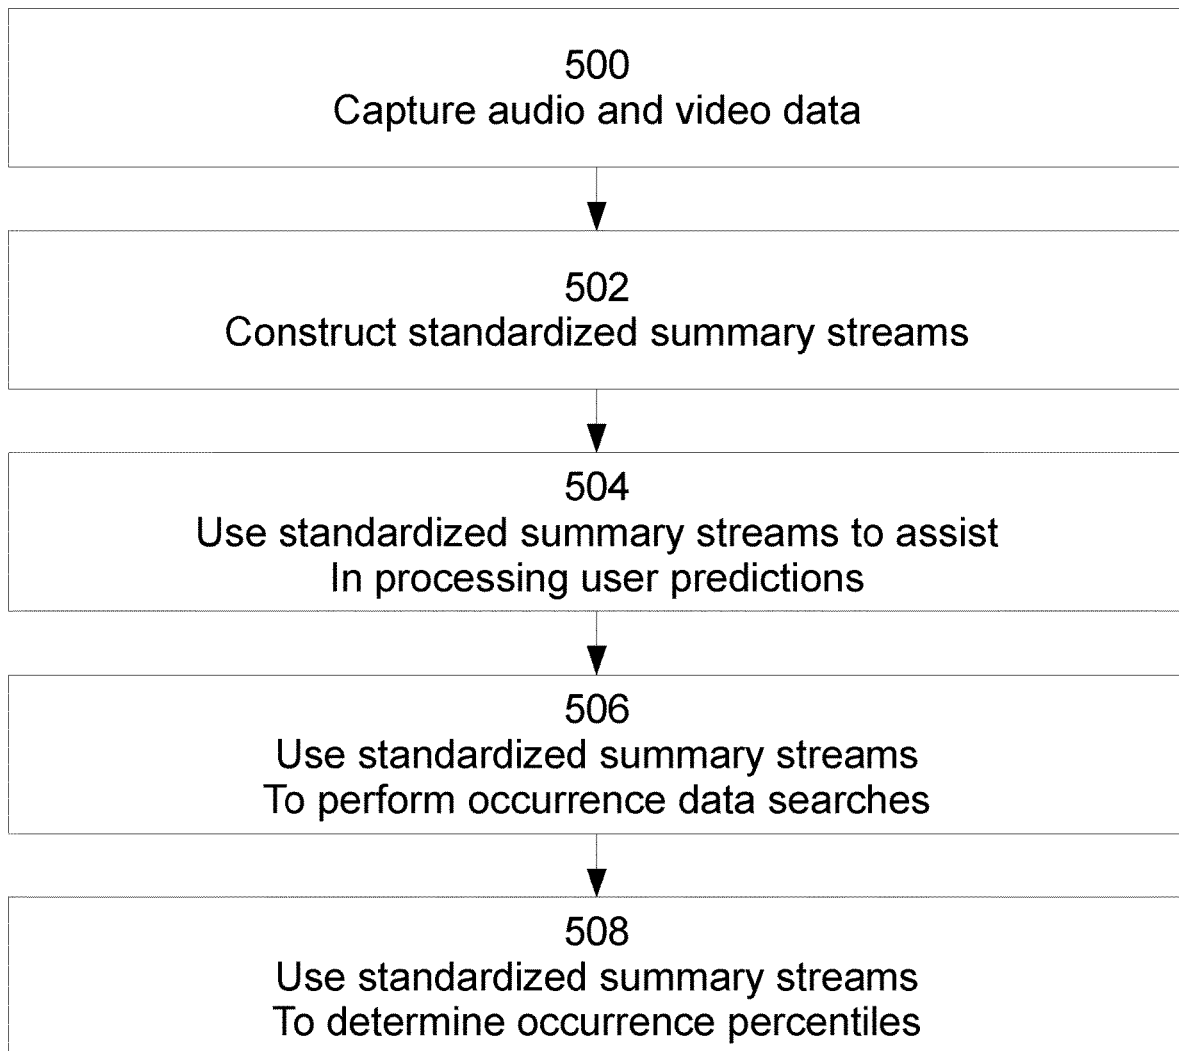 500
Capture audio and video data
502
Construct standardized summary streams
504
Use standardized summary streams to assist
In processing user predictions
506
Use standardized summary streams
To perform occurrence data searches
508
Use standardized summary streams
To determine occurrence percentiles